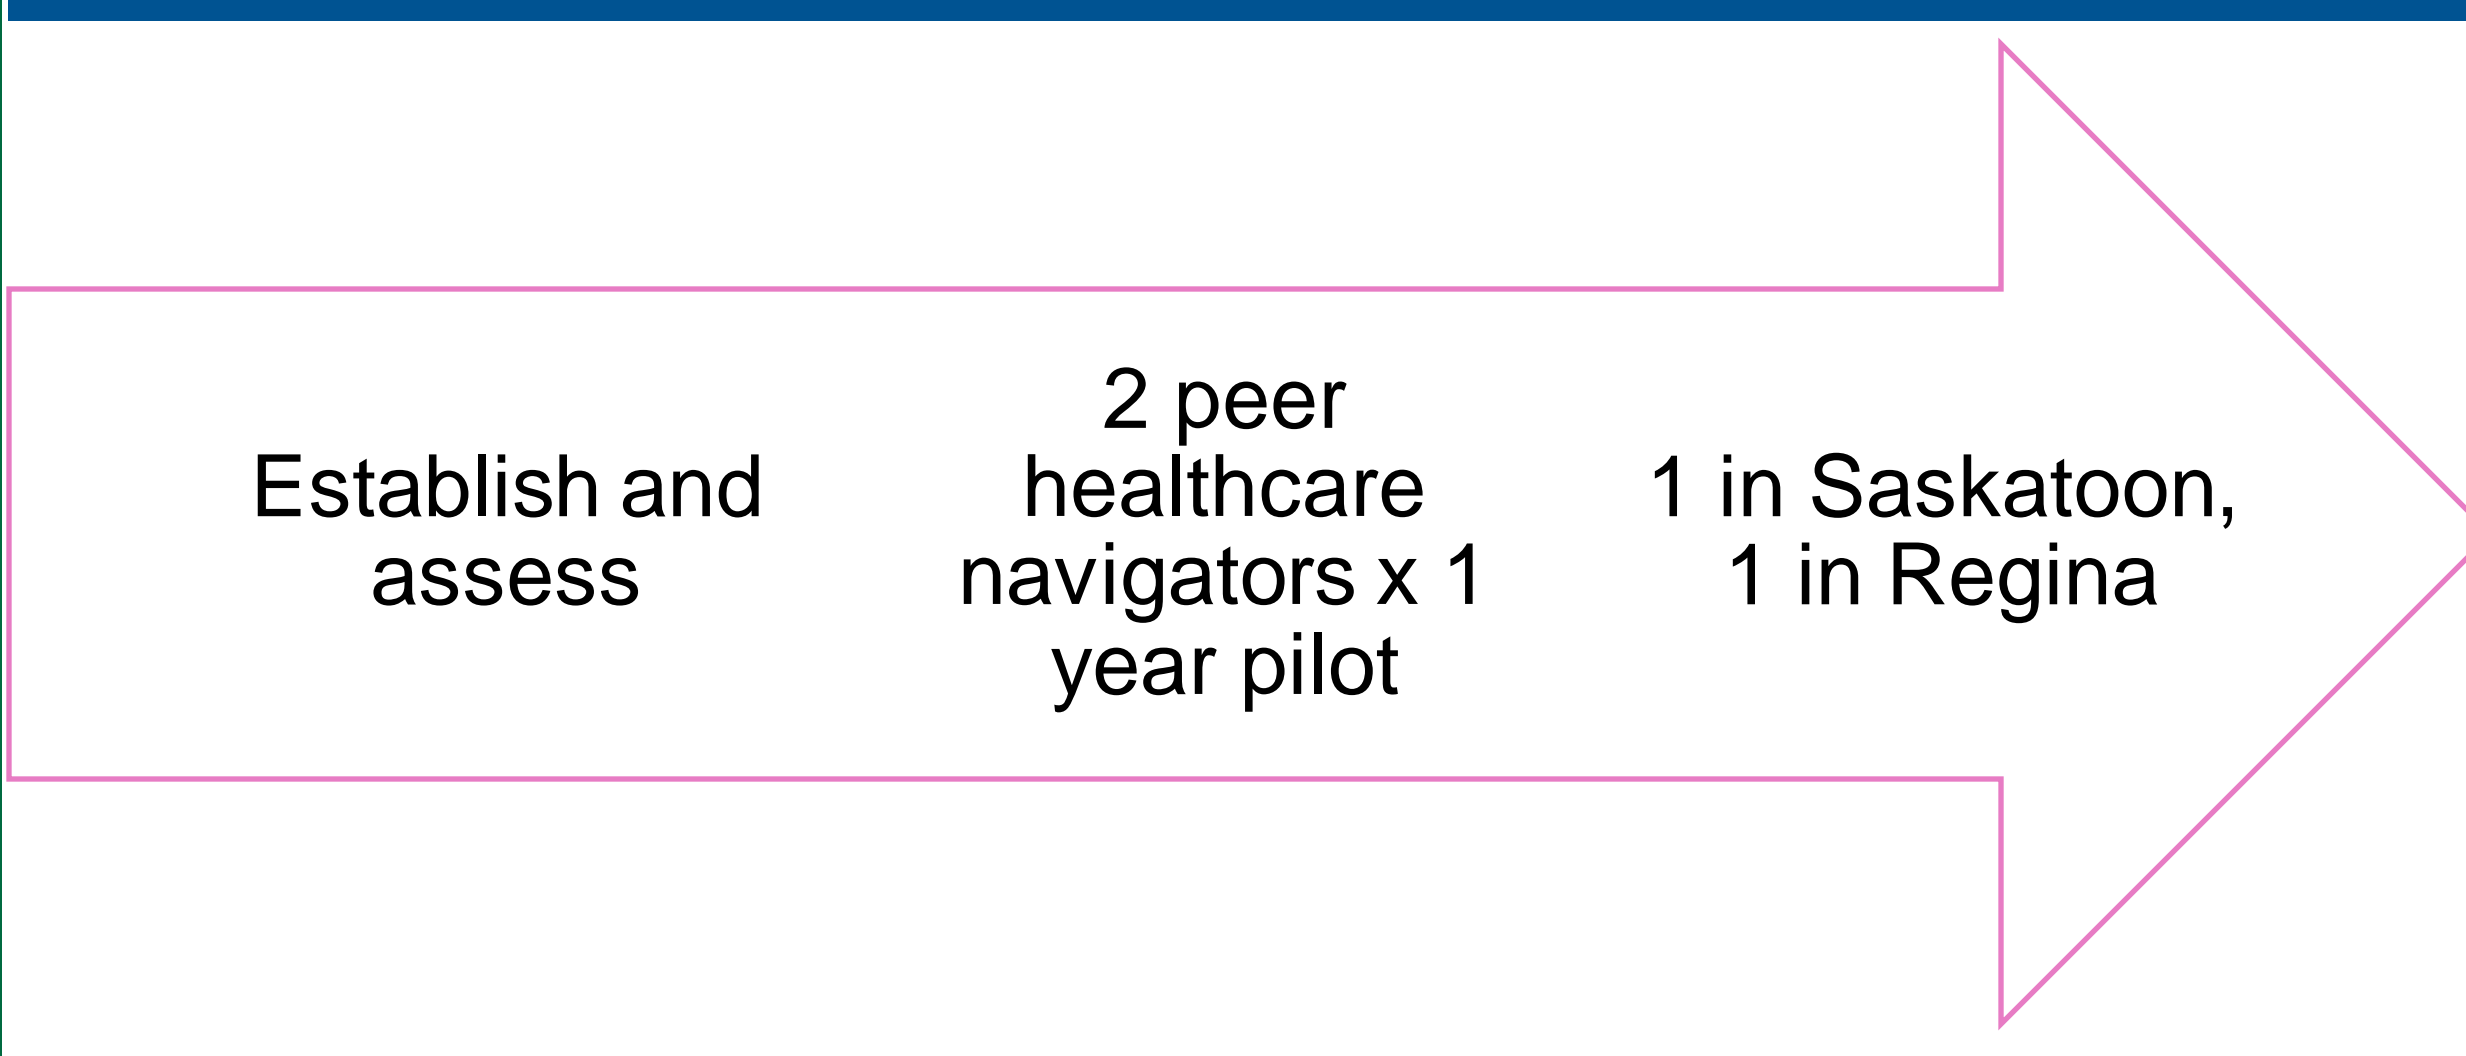 Establish and
assess
2 peer
healthcare
navigators x 1
year pilot
1 in Saskatoon,
1 in Regina